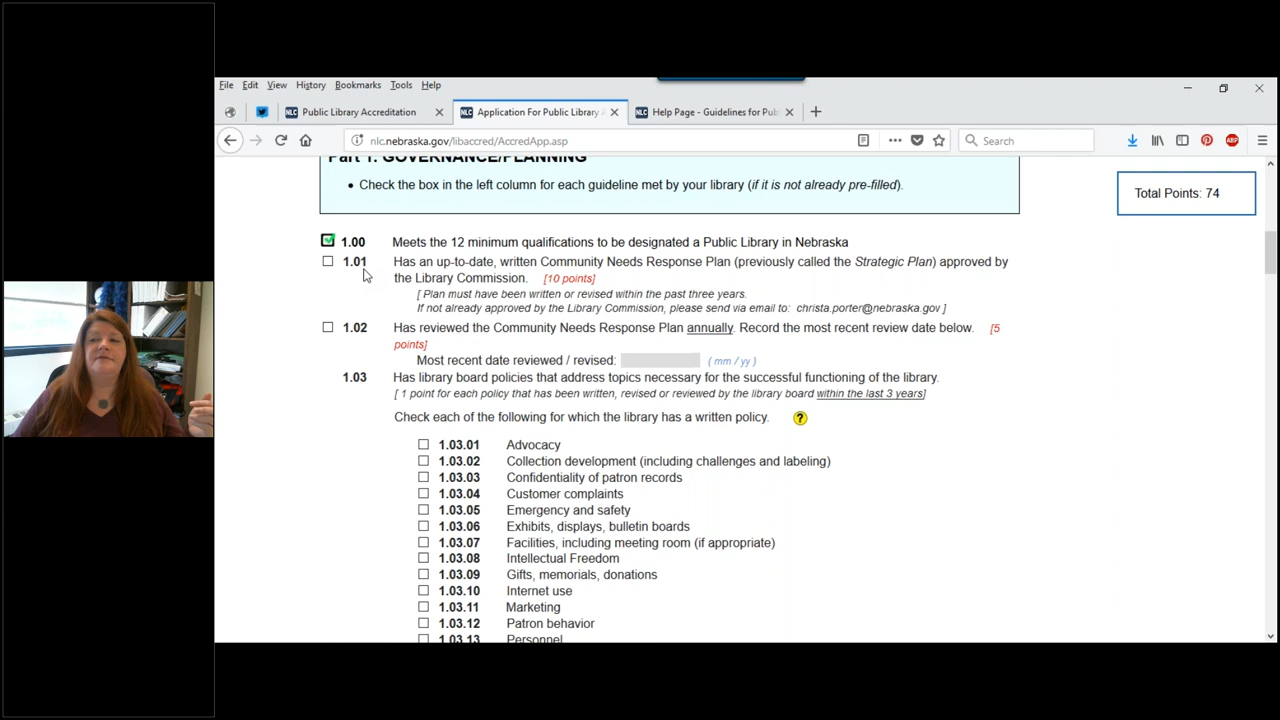 File Edit View History Bookmarks Tools Help
Public Library Accreditation
Application For Public Library A
Help Page - Guidelines for Pub
nlc.nebraska.gov/libaccred/AccredApp.asp
Search
Part 1. GOVERNANCE/PLANNING
• Check the box in the left column for each guideline met by your library (if it is not already pre-filled).
Total Points: 74
1.00 Meets the 12 minimum qualifications to be designated a Public Library in Nebraska
1.01 Has an up-to-date, written Community Needs Response Plan (previously called the Strategic Plan) approved by
the Library Commission. [10 points]
[ Plan must have been written or revised within the past three years.
If not already approved by the Library Commission, please send via email to: christa.porter@nebraska.gov ]
1.02 Has reviewed the Community Needs Response Plan annually. Record the most recent review date below. [5
points]
Most recent date reviewed / revised: ( mm / yy )
1.03 Has library board policies that address topics necessary for the successful functioning of the library.
[ 1 point for each policy that has been written, revised or reviewed by the library board within the last 3 years]
Check each of the following for which the library has a written policy. ?
1.03.01 Advocacy
1.03.02 Collection development (including challenges and labeling)
1.03.03 Confidentiality of patron records
1.03.04 Customer complaints
1.03.05 Emergency and safety
1.03.06 Exhibits, displays, bulletin boards
1.03.07 Facilities, including meeting room (if appropriate)
1.03.08 Intellectual Freedom
1.03.09 Gifts, memorials, donations
1.03.10 Internet use
1.03.11 Marketing
1.03.12 Patron behavior
1.03.13 Personnel